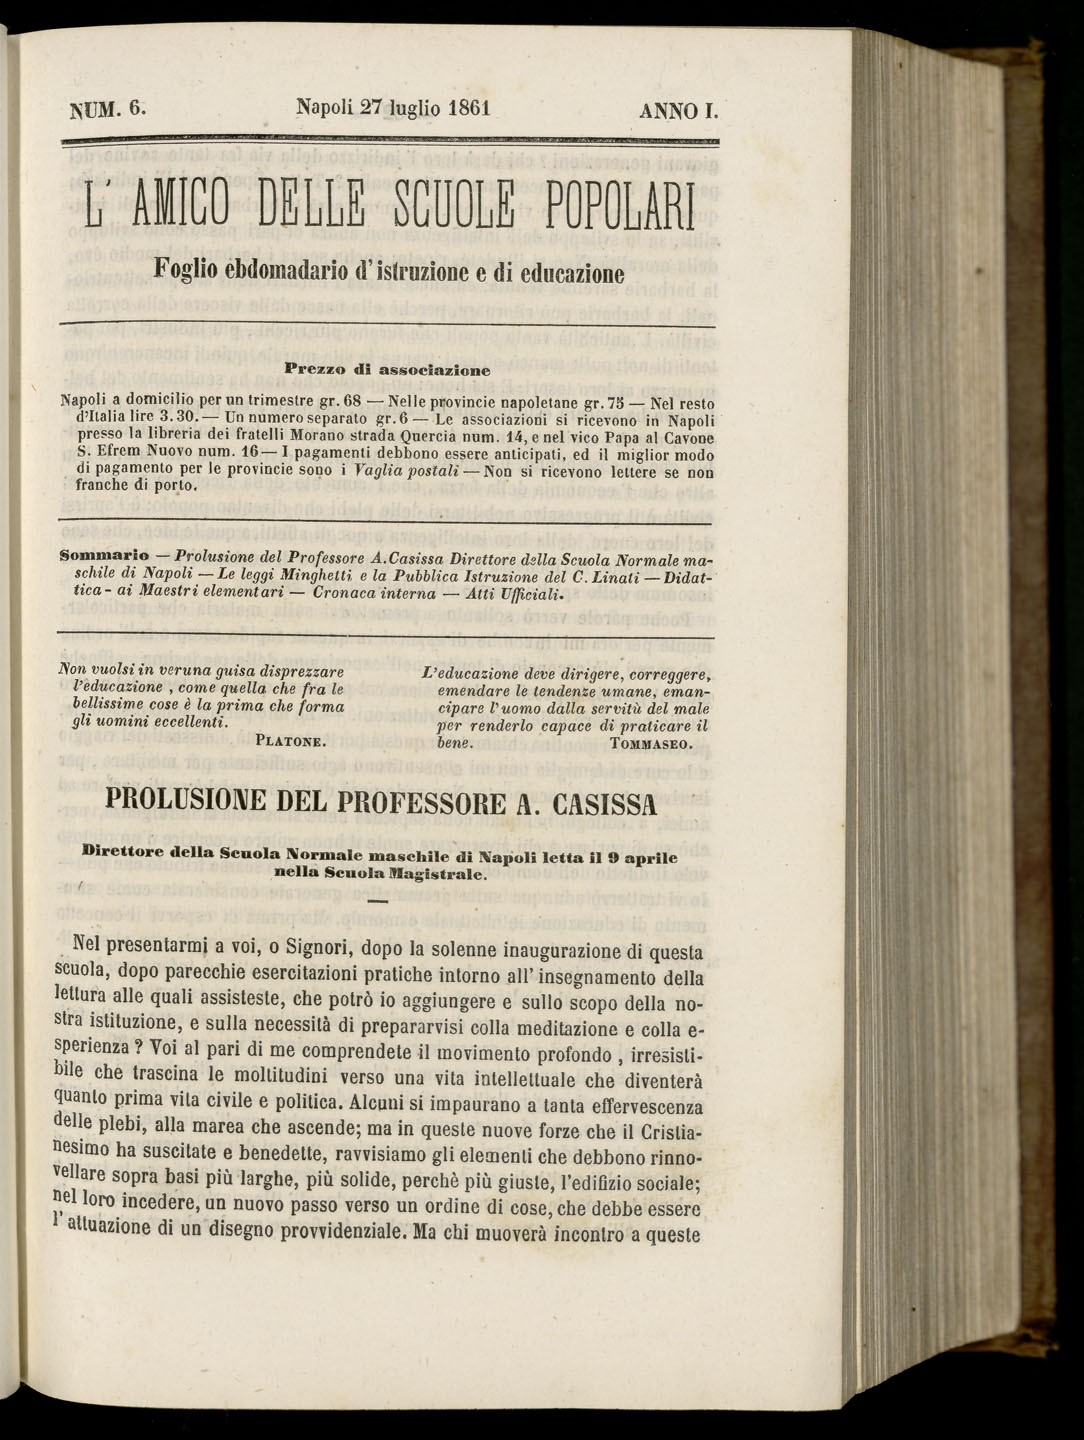 NUM. 6. Napoli 27 luglio 1861 ANNO I.
L' AMICO DELLE SCUOLE POPOLARI
Foglio ebdomadario d' istruzione e di educazione
Prezzo di associazione
Napoli a domicilio per un trimestre gr. 68 — Nelle provincie napoletane gr. 75 — Nel resto
d'Italia lire 3. 30. — Un numero separato gr. 6 — Le associazioni si ricevono in Napoli
presso la libreria dei fratelli Morano strada Quercia num. 14, e nel vico Papa al Cavone
S. Efrem Nuovo num. 16 — I pagamenti debbono essere anticipati, ed il miglior modo
di pagamento per le provincie sono i Vaglia postali — Non si ricevono lettere se non
franche di porto.
Sommario — Prolusione del Professore A. Casissa Direttore della Scuola Normale ma-
schile di Napoli — Le leggi Minghetti e la Pubblica Istruzione del C. Linati — Didat-
tica - ai Maestri elementari — Cronaca interna — Atti Ufficiali.
Non vuolsi in veruna guisa disprezzare
l'educazione , come quella che fra le
bellissime cose è la prima che forma
gli uomini eccellenti.
PLATONE.
L'educazione deve dirigere, correggere,
emendare le tendenze umane, eman-
cipare l'uomo dalla servitù del male
per renderlo capace di praticare il
bene. TOMMASEO.
PROLUSIONE DEL PROFESSORE A. CASISSA
Direttore della Scuola Normale maschile di Napoli letta il 9 aprile
nella Scuola Magistrale.
Nel presentarmi a voi, o Signori, dopo la solenne inaugurazione di questa
scuola, dopo parecchie esercitazioni pratiche intorno all' insegnamento della
lettura alle quali assisteste, che potrò io aggiungere e sullo scopo della no-
stra istituzione, e sulla necessità di prepararvisi colla meditazione e colla e-
sperienza ? Voi al pari di me comprendete il movimento profondo , irresisti-
bile che trascina le moltitudini verso una vita intellettuale che diventerà
quanto prima vita civile e politica. Alcuni si impaurano a tanta effervescenza
delle plebi, alla marea che ascende; ma in queste nuove forze che il Cristia-
nesimo ha suscitate e benedette, ravvisiamo gli elementi che debbono rinno-
vellare sopra basi più larghe, più solide, perchè più giuste, l'edifizio sociale;
nel loro incedere, un nuovo passo verso un ordine di cose, che debbe essere
l' attuazione di un disegno provvidenziale. Ma chi muoverà incontro a queste